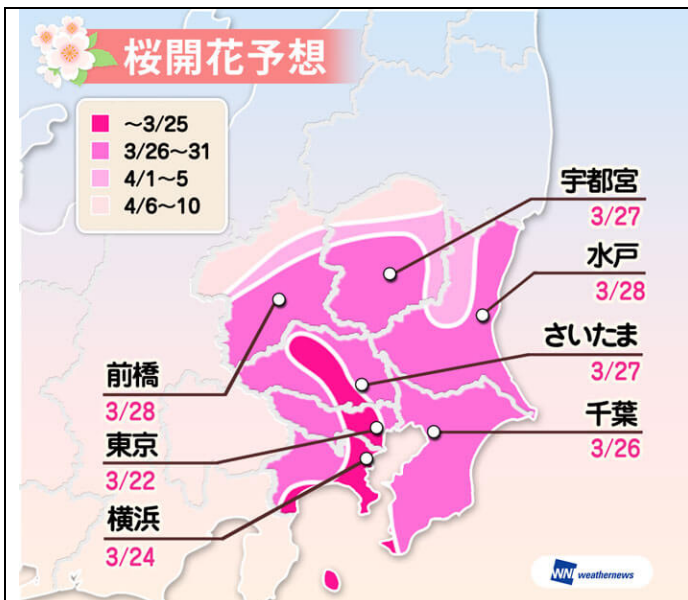 桜開花予想
~3/25
3/26~31
4/1~5
4/6~10
宇都宮
3/27
水戸
3/28
さいたま
3/27
前橋
3/28
千葉
3/26
東京
3/22
横浜
3/24
WNI weathernews